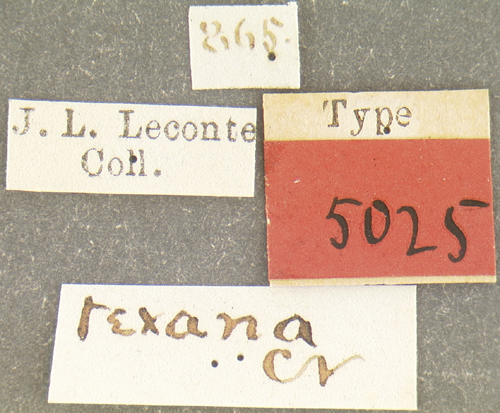 865.
J. L. Leconte
Coll.
Type
5025
texana
Cr